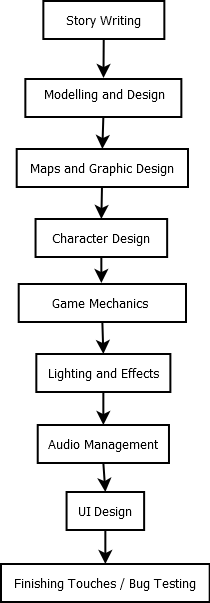 Story Writing
Modelling and Design
Maps and Graphic Design
Character Design
Game Mechanics
Lighting and Effects
Audio Management
UI Design
Finishing Touches / Bug Testing